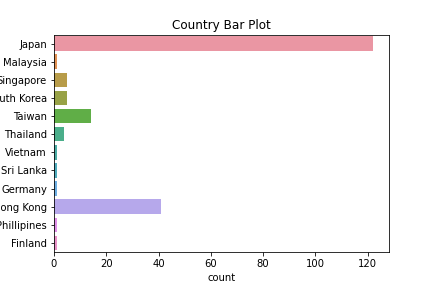 Country Bar Plot
Japan
Malaysia
Singapore
uth Korea
Taiwan
Thailand
Vietnam
Sri Lanka
Germany
ong Kong
Phillipines
Finland
0 20 40 60 80 100 120
count